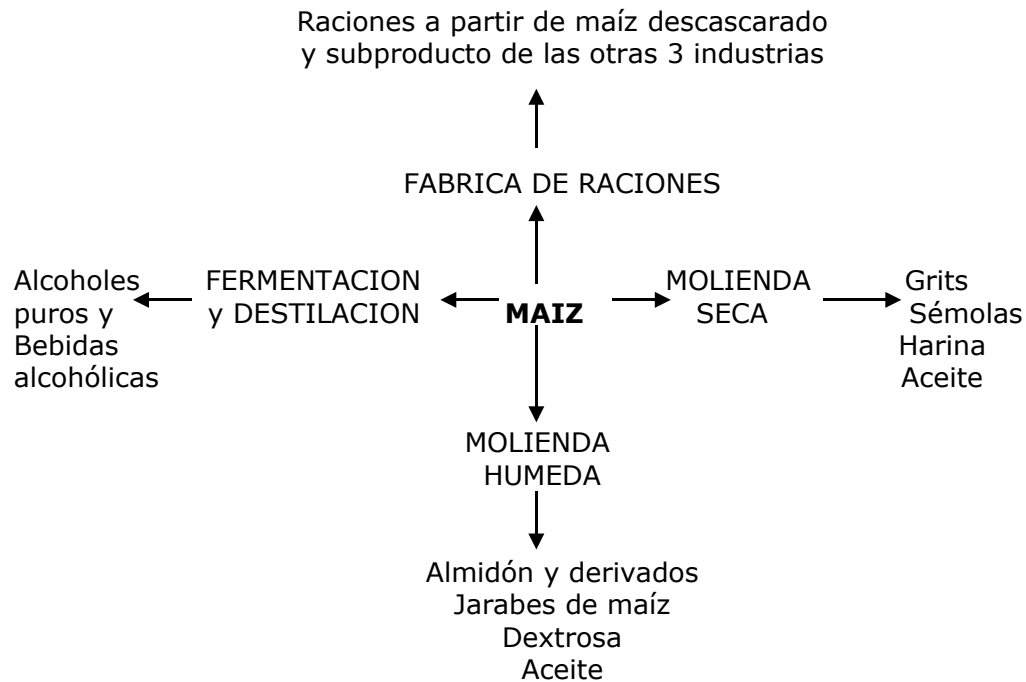 Raciones a partir de maíz descascarado
y subproducto de las otras 3 industrias
FABRICA DE RACIONES
Alcoholes
puros y
Bebidas
alcohólicas
FERMENTACION
y DESTILACION
MAIZ
MOLIENDA
SECA
Grits
Sémolas
Harina
Aceite
MOLIENDA
HUMEDA
Almidón y derivados
Jarabes de maíz
Dextrosa
Aceite